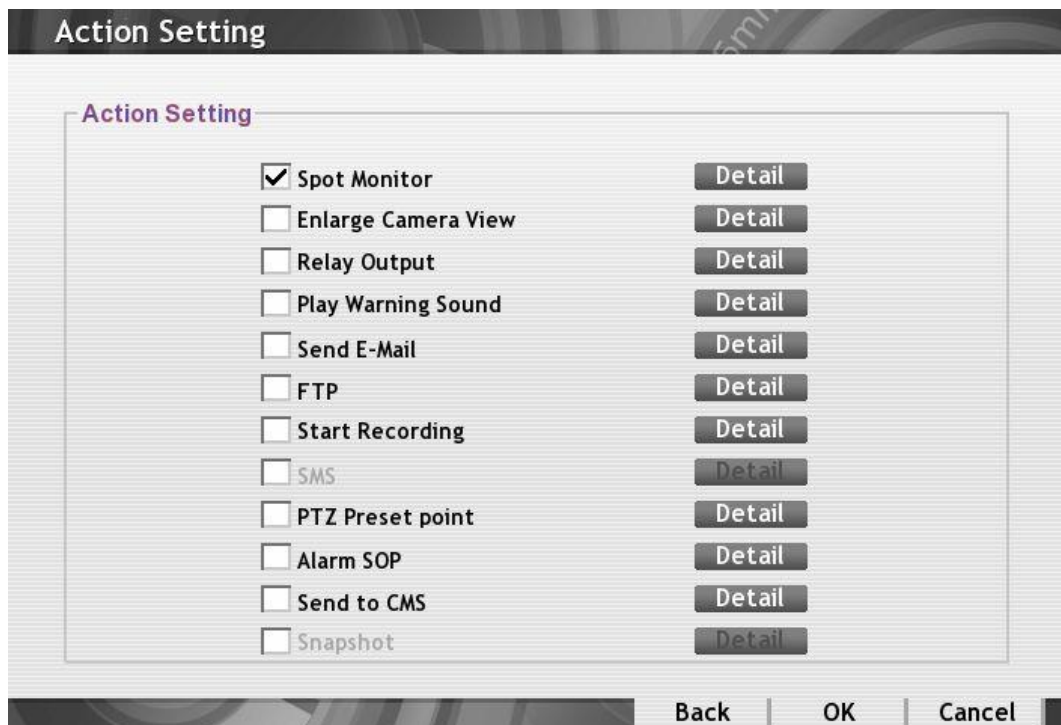 6mm
Action Setting
Action Setting
Spot Monitor Detail
Enlarge Camera View Detail
Relay Output Detail
Play Warning Sound Detail
Send E-Mail Detail
FTP Detail
Start Recording Detail
SMS Detail
PTZ Preset point Detail
Alarm SOP Detail
Send to CMS Detail
Snapshot Detail
Back OK Cancel